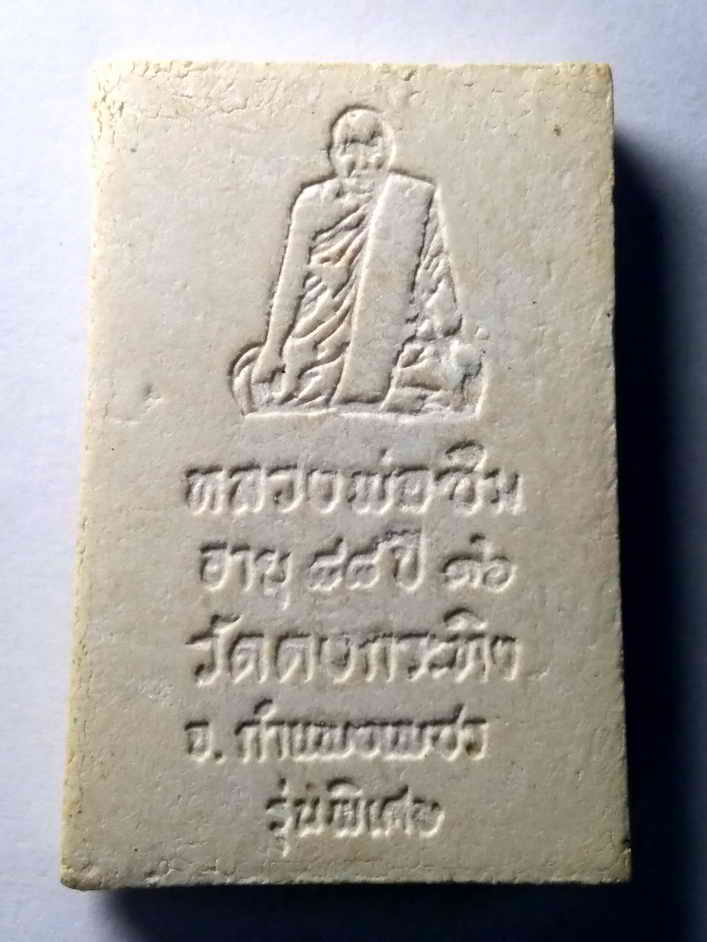 หลวงพ่อซิม
อายุ ๘๘ ปี ๓๖
วัดดงกระทิง
จ. กำแพงเพชร
รุ่นพิเศษ